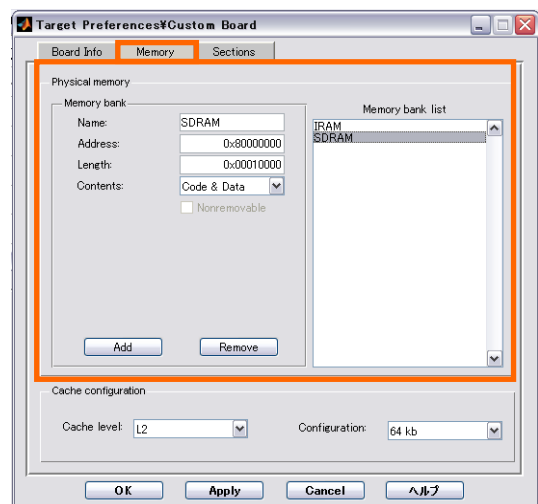 Target Preferences¥Custom Board
Board Info Memory Sections
Physical memory
Memory bank
Name: SDRAM
Address: 0x80000000
Length: 0x00010000
Contents: Code & Data
Nonremovable
Add Remove
Memory bank list
IRAM
SDRAM
Cache configuration
Cache level: L2 Configuration: 64 kb
OK Apply Cancel ヘルプ